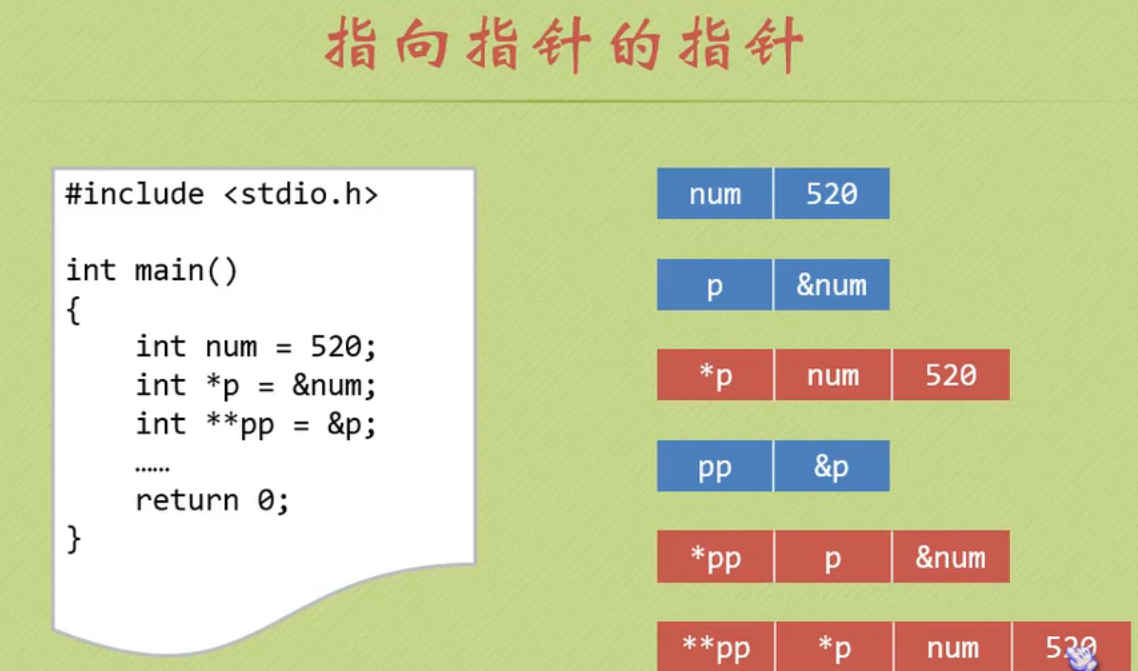 指向指针的指针
#include <stdio.h>
int main()
{
int num = 520;
int *p = &num;
int **pp = &p;
……
return 0;
}
num 520
p &num
*p num 520
pp &p
*pp p &num
**pp *p num 520